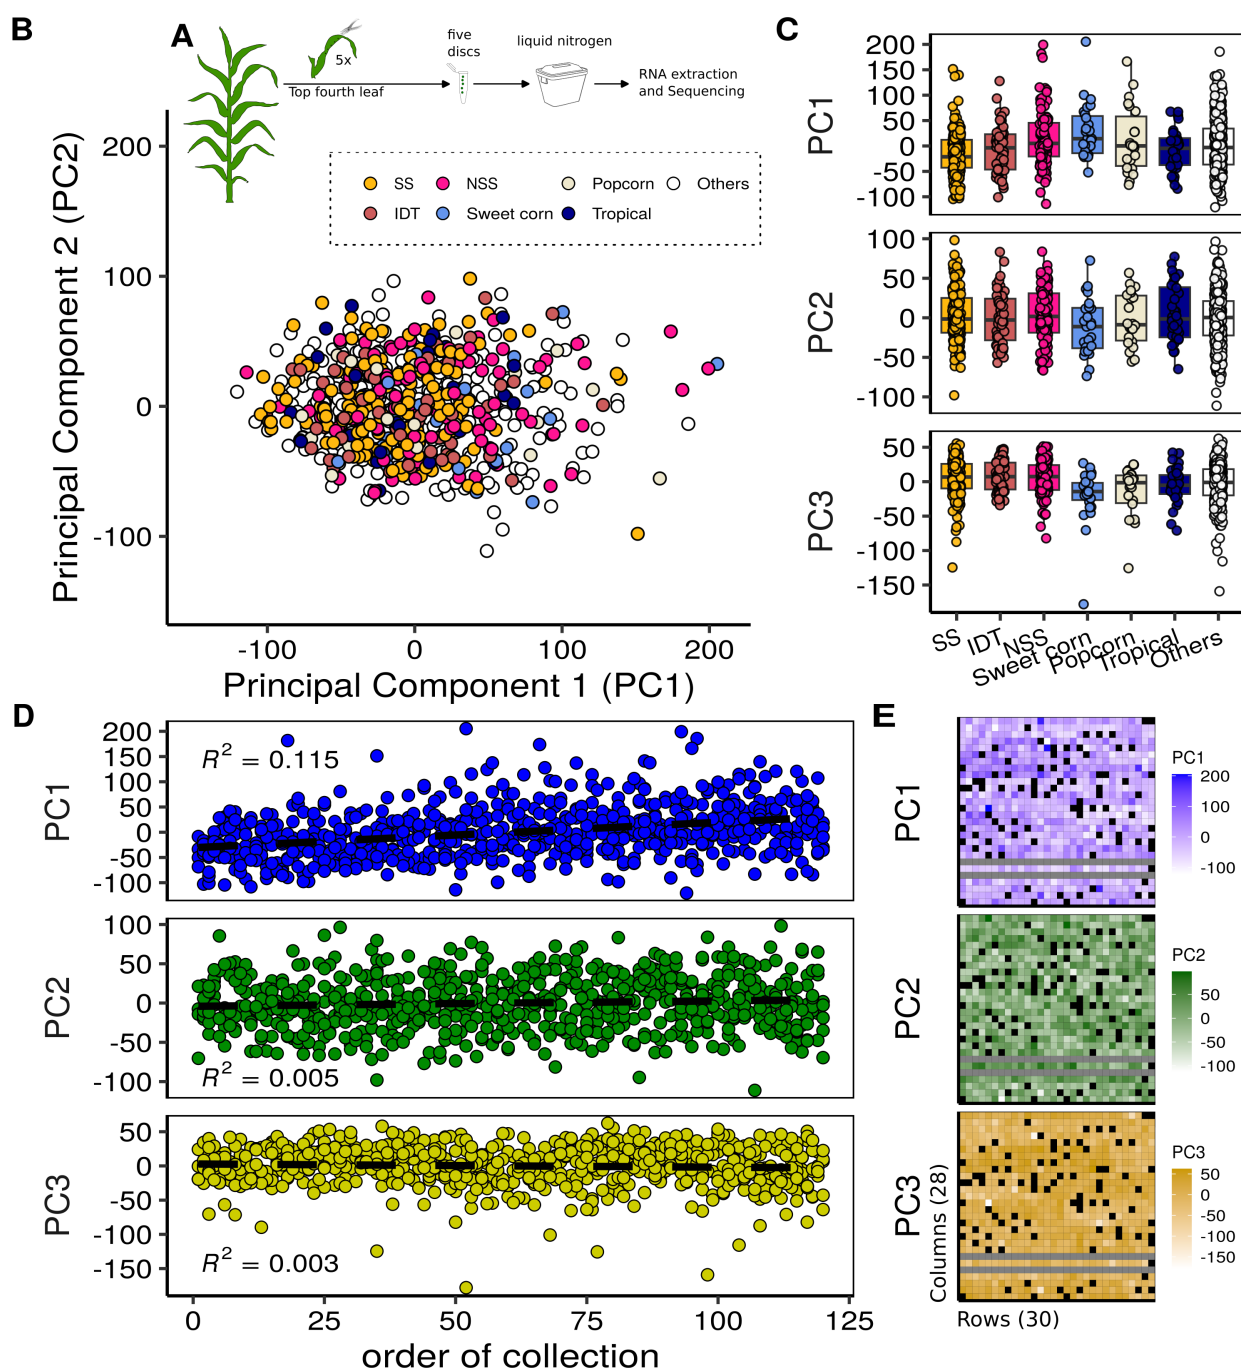 B
A
5x
Top fourth leaf
five
discs
liquid nitrogen
RNA extraction
and Sequencing
Principal Component 2 (PC2)
200
100
0
-100
SS
NSS
Popcorn
Others
IDT
Sweet corn
Tropical
-100
0
100
200
Principal Component 1 (PC1)
C
PC1
200
150
100
50
0
-50
-100
PC2
100
50
0
-50
-100
PC3
50
0
-50
-100
-150
SS
IDT
NSS
Sweet corn
Popcorn
Tropical
Others
D
PC1
200
150
100
50
0
-50
-100
R² = 0.115
PC2
100
50
0
-50
-100
R² = 0.005
PC3
50
0
-50
-100
-150
R² = 0.003
0
25
50
75
100
125
order of collection
E
PC1
PC1
200
100
0
-100
PC2
PC2
50
0
-50
-100
PC3
Columns (28)
PC3
50
0
-50
-100
-150
Rows (30)